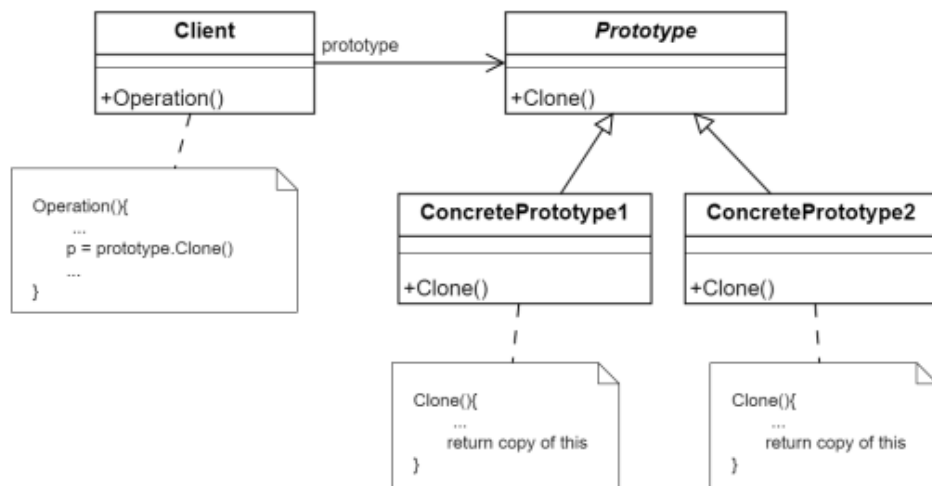 Client
prototype
Prototype
+Operation()
+Clone()
Operation(){
...
p = prototype.Clone()
...
}
ConcretePrototype1
ConcretePrototype2
+Clone()
+Clone()
Clone(){
...
return copy of this
}
Clone(){
...
return copy of this
}